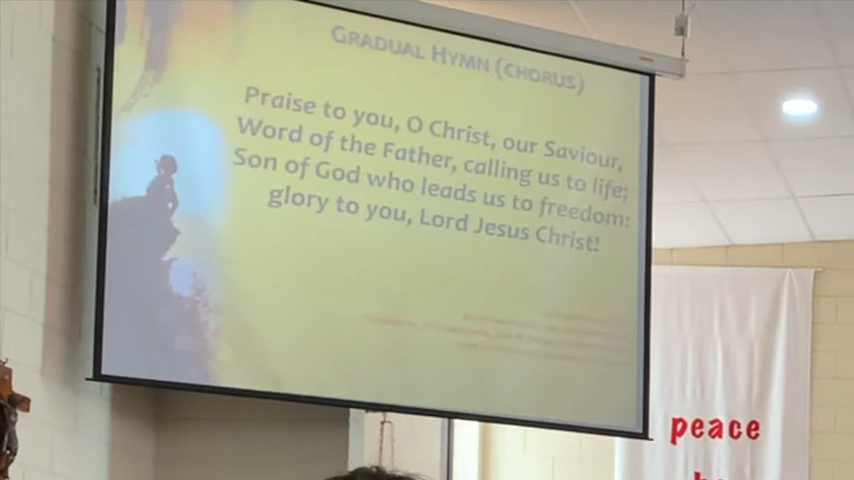 GRADUAL HYMN (CHORUS)
Praise to you, O Christ, our Saviour,
Word of the Father, calling us to life;
Son of God who leads us to freedom:
glory to you, Lord Jesus Christ!
peace